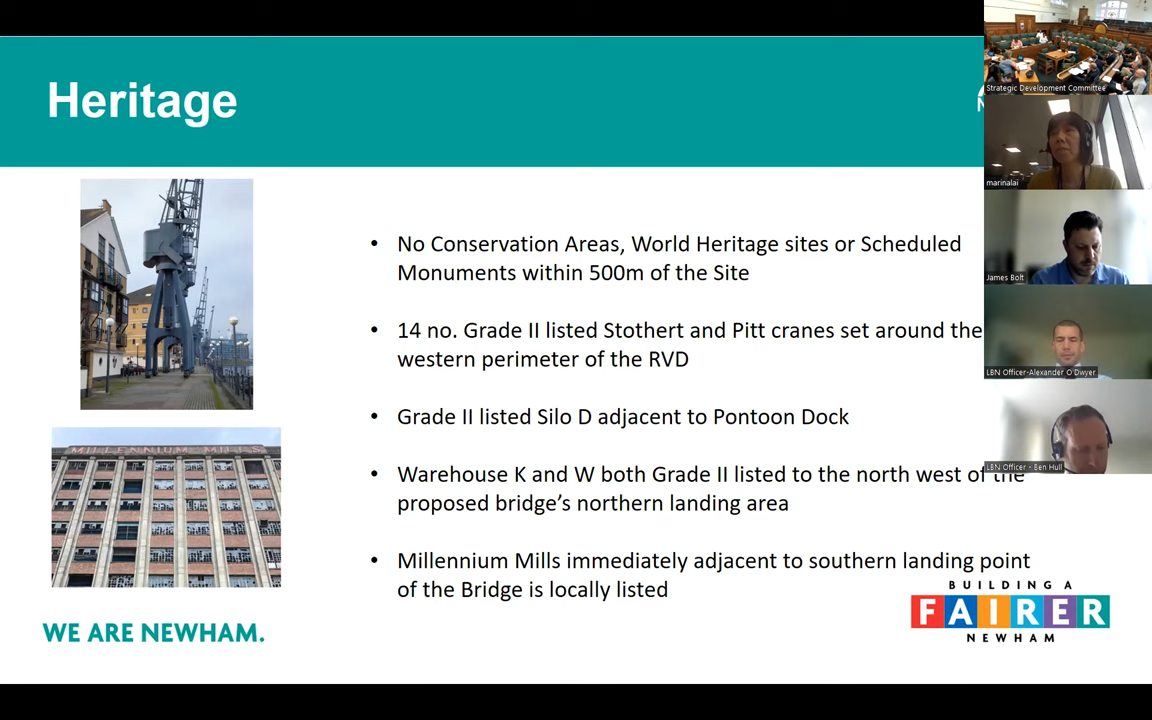 Heritage
No Conservation Areas, World Heritage sites or Scheduled
Monuments within 500m of the Site
14 no. Grade II listed Stothert and Pitt cranes set around the
western perimeter of the RVD
Grade II listed Silo D adjacent to Pontoon Dock
Warehouse K and W both Grade II listed to the north west of the
proposed bridge’s northern landing area
Millennium Mills immediately adjacent to southern landing point
of the Bridge is locally listed
MILLENNIUM MILLS
WE ARE NEWHAM.
BUILDING A
FAIRER
NEWHAM
Strategic Development Committee
marinalai
James Bolt
LBN Officer-Alexander O Dwyer
LBN Officer - Ben Hull